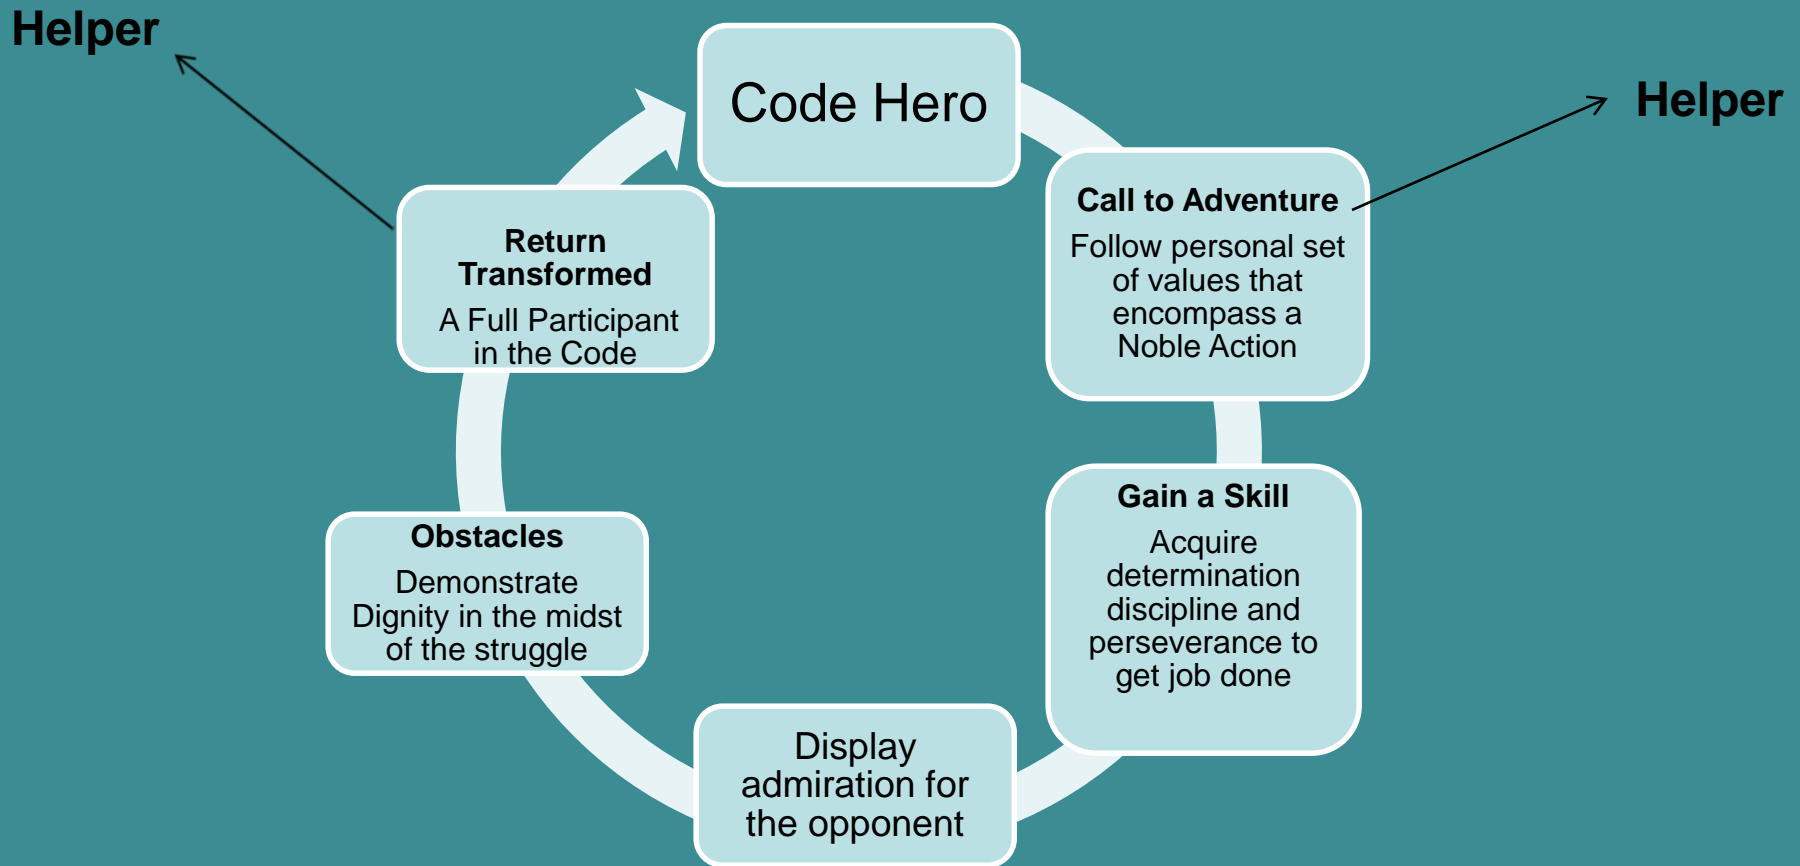 Helper
Code Hero
Helper
Call to Adventure
Follow personal set
of values that
encompass a
Noble Action
Gain a Skill
Acquire
determination
discipline and
perseverance to
get job done
Display
admiration for
the opponent
Obstacles
Demonstrate
Dignity in the midst
of the struggle
Return
Transformed
A Full Participant
in the Code